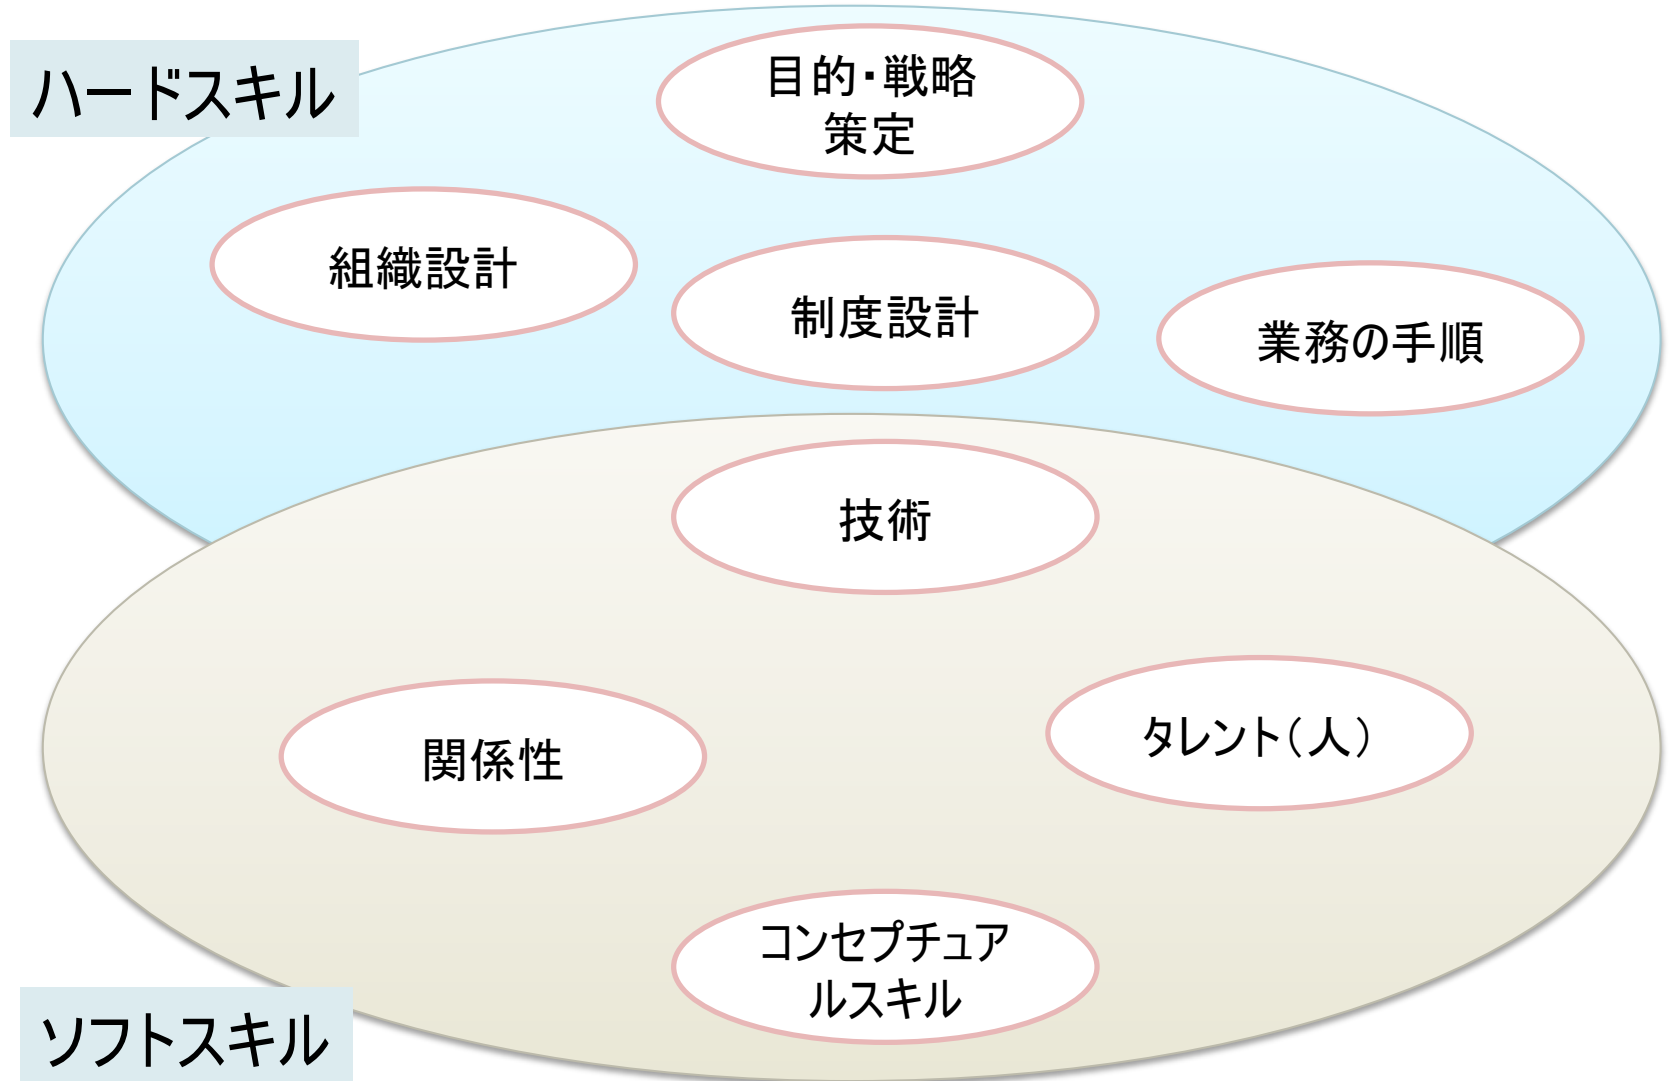 ハードスキル
目的・戦略
策定
組織設計
制度設計
業務の手順
技術
関係性
タレント（人）
コンセプチュア
ルスキル
ソフトスキル